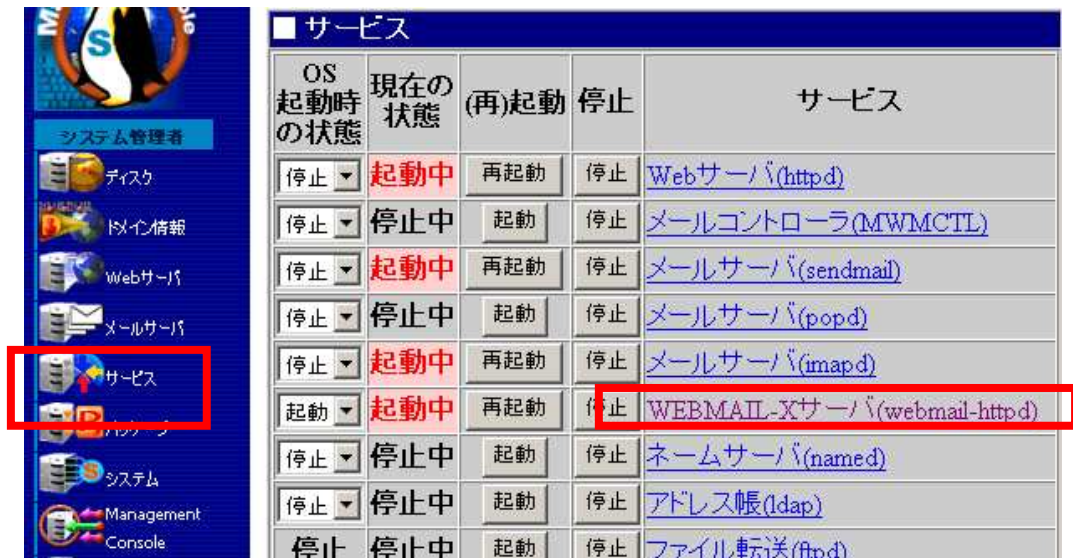 システム管理者
ディスク
ドメイン情報
Webサーバ
メールサーバ
サービス
パッケージ
システム
Management
Console
■ サービス
OS
起動時
の状態
現在の
状態
(再)起動
停止
サービス
停止 起動中 再起動 停止 Webサーバ(httpd)
停止 停止中 起動 停止 メールコントローラ(MWMCTL)
停止 起動中 再起動 停止 メールサーバ(sendmail)
停止 停止中 起動 停止 メールサーバ(popd)
停止 起動中 再起動 停止 メールサーバ(imapd)
起動 起動中 再起動 停止 WEBMAIL-Xサーバ(webmail-httpd)
停止 停止中 起動 停止 ネームサーバ(named)
停止 停止中 起動 停止 アドレス帳(ldap)
停止 停止中 起動 停止 ファイル転送(ftpd)